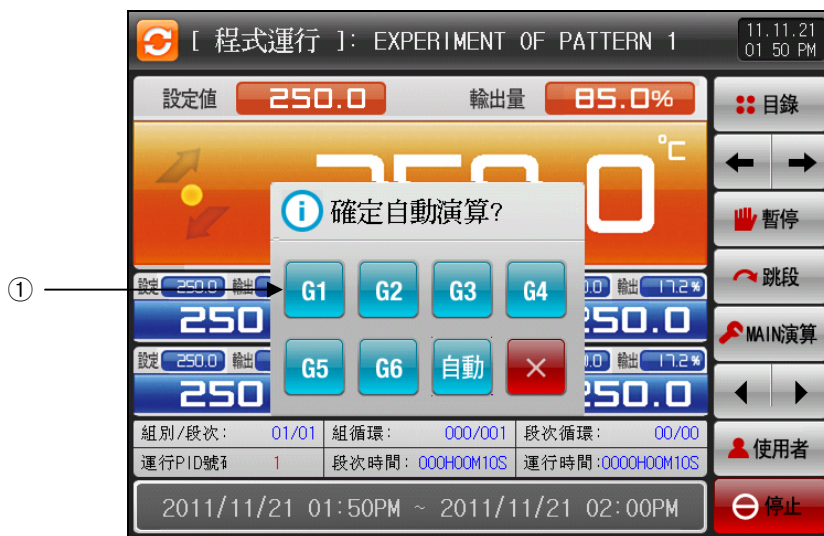 [ 程式運行 ]: EXPERIMENT OF PATTERN 1
11.11.21
01 50 PM
設定値 250.0 輸出量 85.0%
℃
目錄
暫停
跳段
MAIN演算
使用者
停止
確定自動演算?
①
G1 G2 G3 G4
G5 G6 自動 ×
設定 250.0 輸出 輸出 17.2%
250 250.0
設定 250.0 輸出 輸出 17.2%
250 250.0
組別/段次: 01/01 組循環: 000/001 段次循環: 00/00
運行PID號 1 段次時間: 000H00M10S 運行時間:0000H00M10S
2011/11/21 01:50PM ~ 2011/11/21 02:00PM